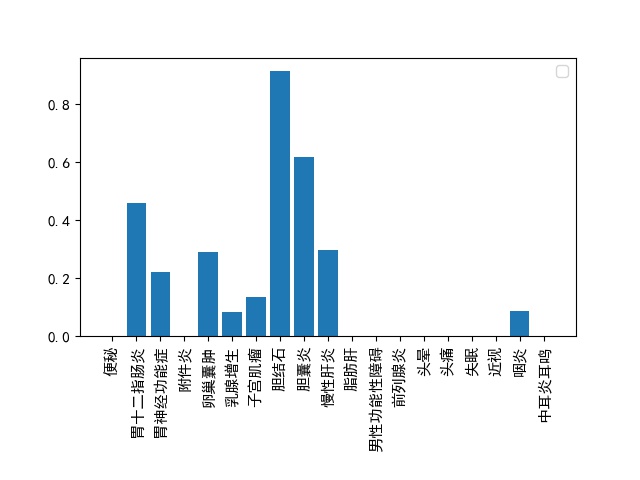 0.8
0.6
0.4
0.2
0.0
便秘
胃十二指肠炎
胃神经功能症
附件炎
卵巢囊肿
乳腺增生
子宫肌瘤
胆结石
胆囊炎
慢性肝炎
脂肪肝
男性功能性障碍
前列腺炎
头晕
头痛
失眠
近视
咽炎
中耳炎耳鸣